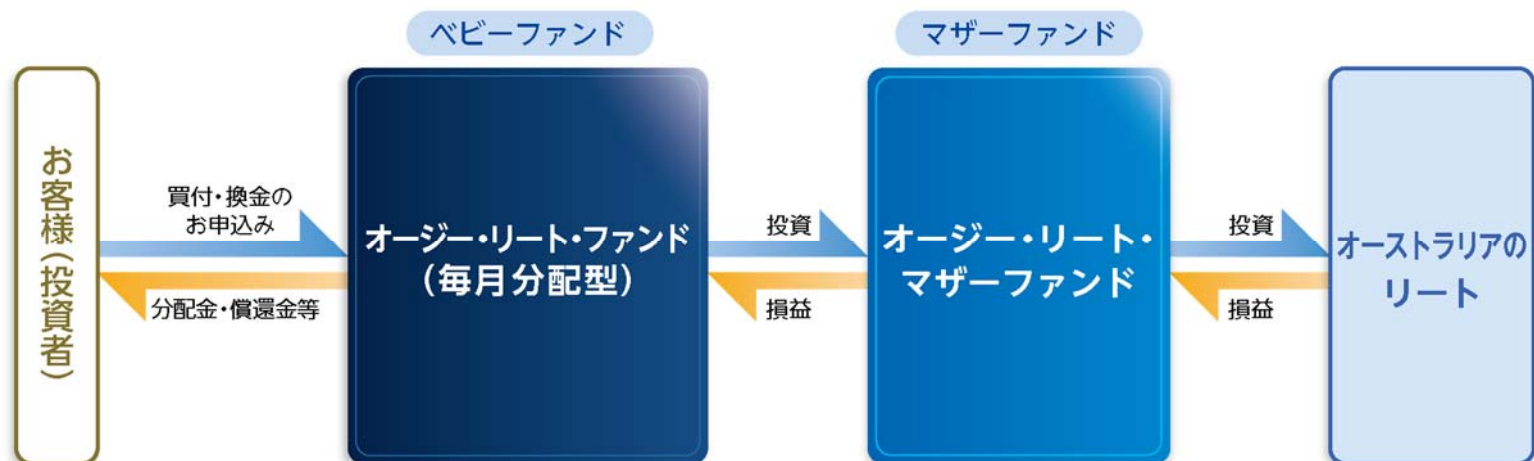 ベビーファンド
マザーファンド
お客様(投資者)
買付・換金の
お申込み
分配金・償還金等
オージー・リート・ファンド
(毎月分配型)
投資
損益
オージー・リート・
マザーファンド
投資
損益
オーストラリアの
リート